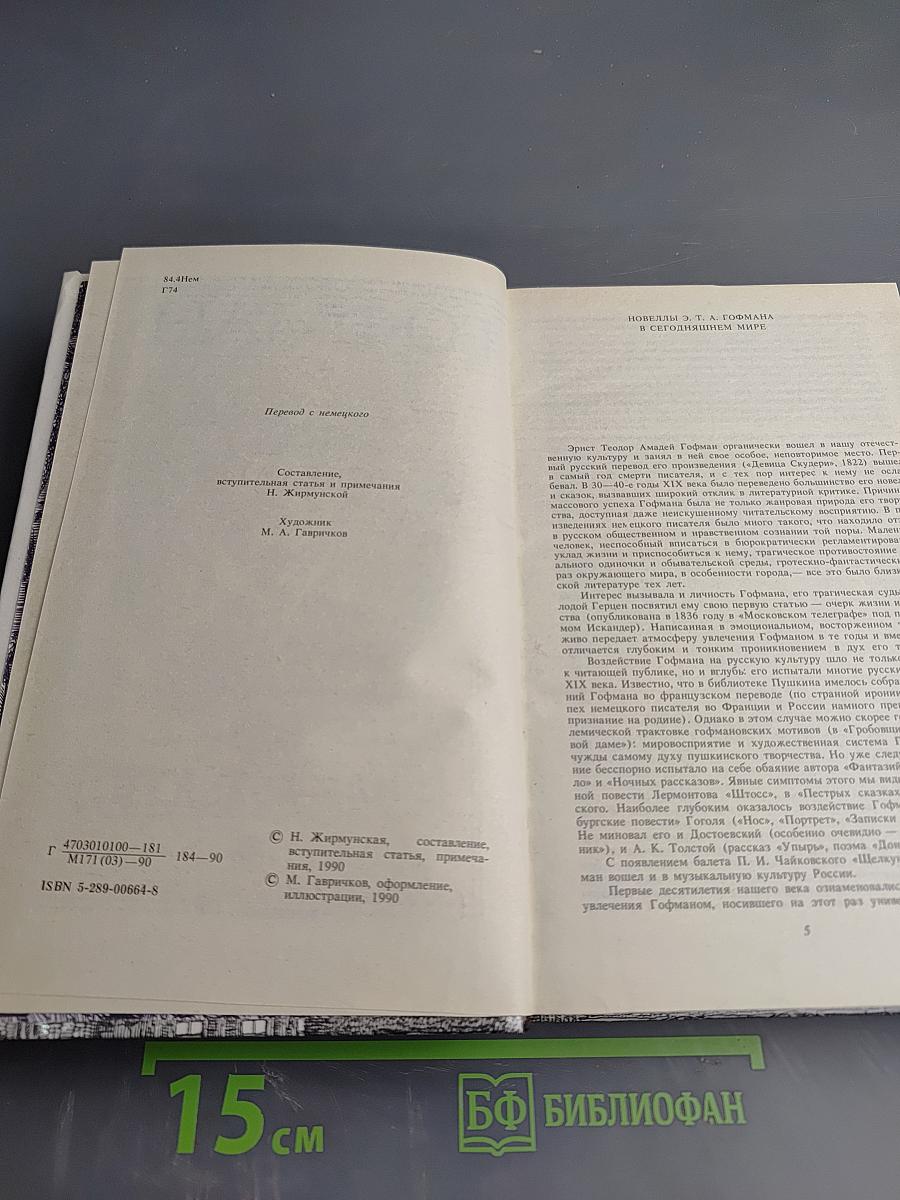 84.4Нем
Г74
Перевод с немецкого
Составление,
вступительная статья и примечания
Н. Жирмунской
Художник
М. А. Гавричков
Г 4703010100—181
М171 (03)—90
184—90
ISBN 5-289-00664-8
© Н. Жирмунская, составление,
вступительная статья, примеча-
ния, 1990
© М. Гавричков, оформление,
иллюстрации, 1990
НОВЕЛЛЫ Э. Т. А. ГОФМАНА
В СЕГОДНЯШНЕМ МИРЕ
Эрнст Теодор Амадей Гофман органически вошел в нашу отечест-
венную культуру и занял в ней свое особое, неповторимое место. Пер-
вый русский перевод его произведения («Девица Скудери», 1822) вышел
в самый год смерти писателя, и с тех пор интерес к нему не осла-
бевал. В 30—40-е годы XIX века было переведено большинство его новел
и сказок, вызвавших широкий отклик в литературной критике. Причин
массового успеха Гофмана была не только жанровая природа его твор
ства, доступная даже неискушенному читательскому восприятию. В п
изведениях немецкого писателя было много такого, что находило от
в русском общественном и нравственном сознании той поры. Мален
человек, неспособный вписаться в бюрократически регламентирова
уклад жизни и приспособиться к нему, трагическое противостояние
ального одиночки и обывательской среды, гротескно-фантастически
раз окружающего мира, в особенности города,— все это было близ
ской литературе тех лет.
Интерес вызывала и личность Гофмана, его трагическая судь
лодой Герцен посвятил ему свою первую статью — очерк жизни и
ства (опубликована в 1836 году в «Московском телеграфе» под п
мом Искандер). Написанная в эмоциональном, восторженном
живо передает атмосферу увлечения Гофманом в те годы и вме
отличается глубоким и тонким проникновением в дух его т
Воздействие Гофмана на русскую культуру шло не только
к читающей публике, но и вглубь: его испытали многие русски
XIX века. Известно, что в библиотеке Пушкина имелось собра
ний Гофмана во французском переводе (по странной иронии
пех немецкого писателя во Франции и России намного пре
признание на родине). Однако в этом случае можно скорее г
лемической трактовке гофмановских мотивов (в «Гробовщи
вой даме»): мировосприятие и художественная система Г
чужды самому духу пушкинского творчества. Но уже след
ние бесспорно испытало на себе обаяние автора «Фантазий
ло» и «Ночных рассказов». Явные симптомы этого мы вид
ной повести Лермонтова «Штосс», в «Пестрых сказках
ского. Наиболее глубоким оказалось воздействие Гофм
бургские повести» Гоголя («Нос», «Портрет», «Записки
Не миновал его и Достоевский (особенно очевидно —
ник»), и А. К. Толстой (рассказ «Упырь», поэма «Дон
С появлением балета П. И. Чайковского «Щелкун
ман вошел и в музыкальную культуру России.
Первые десятилетия нашего века ознаменовалис
увлечения Гофманом, носившего на этот раз униве
5
15 см
БФ БИБЛИОФАН